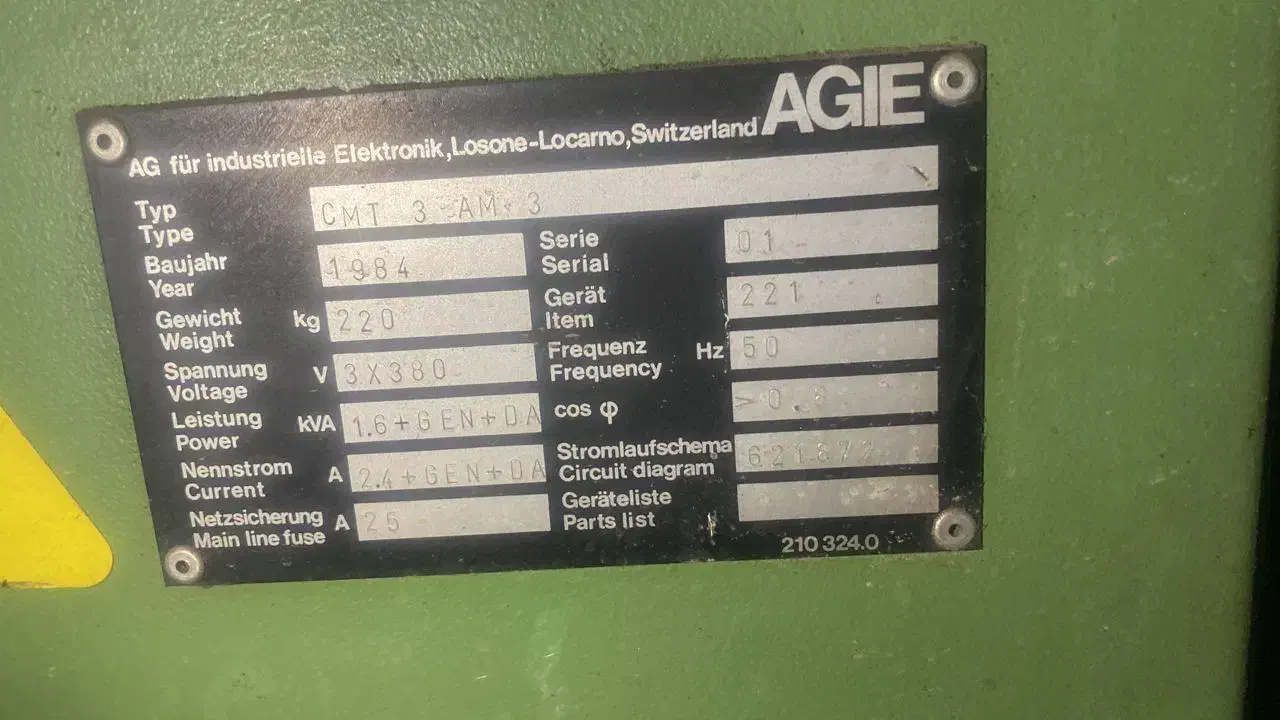 AGIE
AG für industrielle Elektronik, Losone-Locarno, Switzerland
Typ
Type
CMT 3 AM 3
Baujahr
Year
1984
Serie
Serial
01
Gewicht
Weight
kg
220
Gerät
Item
221
Spannung
Voltage
V
3X380
Frequenz
Frequency
Hz
50
Leistung
Power
kVA
1.6+GEN+DA
cos φ
Nennstrom
Current
A
2.4+GEN+DA
Stromlaufschema
Circuit diagram
Netzsicherung
Main line fuse
A
25
Geräteliste
Parts list
210 324.0